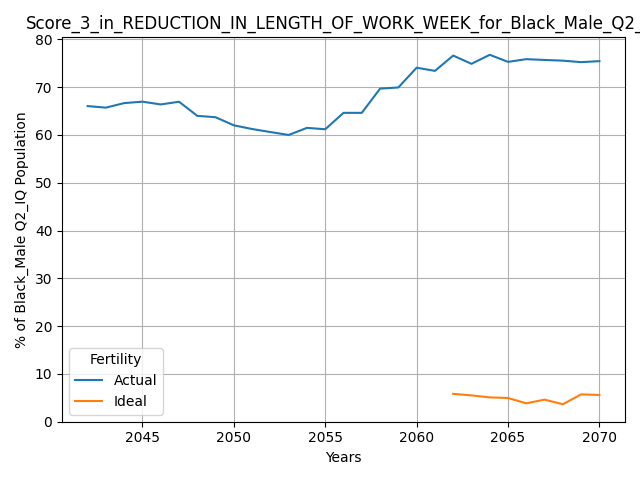 Score_3_in_REDUCTION_IN_LENGTH_OF_WORK_WEEK_for_Black_Male_Q2_
% of Black_Male Q2_IQ Population
80
70
60
50
40
30
20
10
0
Fertility
Actual
Ideal
2045 2050 2055 2060 2065 2070
Years